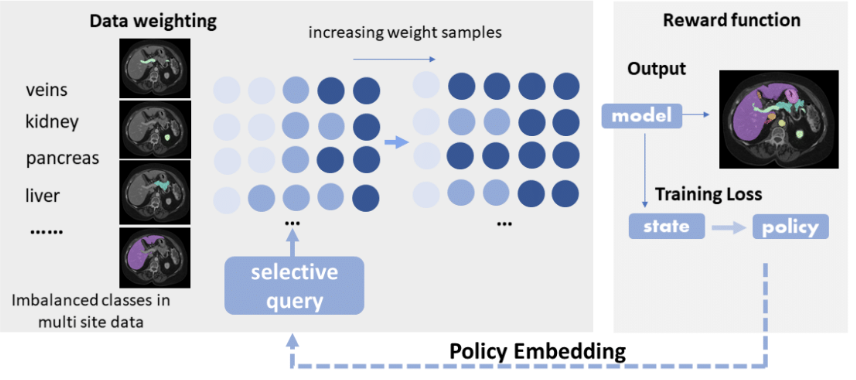 Data weighting
increasing weight samples
veins
kidney
pancreas
liver
......
Imbalanced classes in
multi site data
...
...
selective
query
Reward function
Output
model
Training Loss
state
policy
Policy Embedding